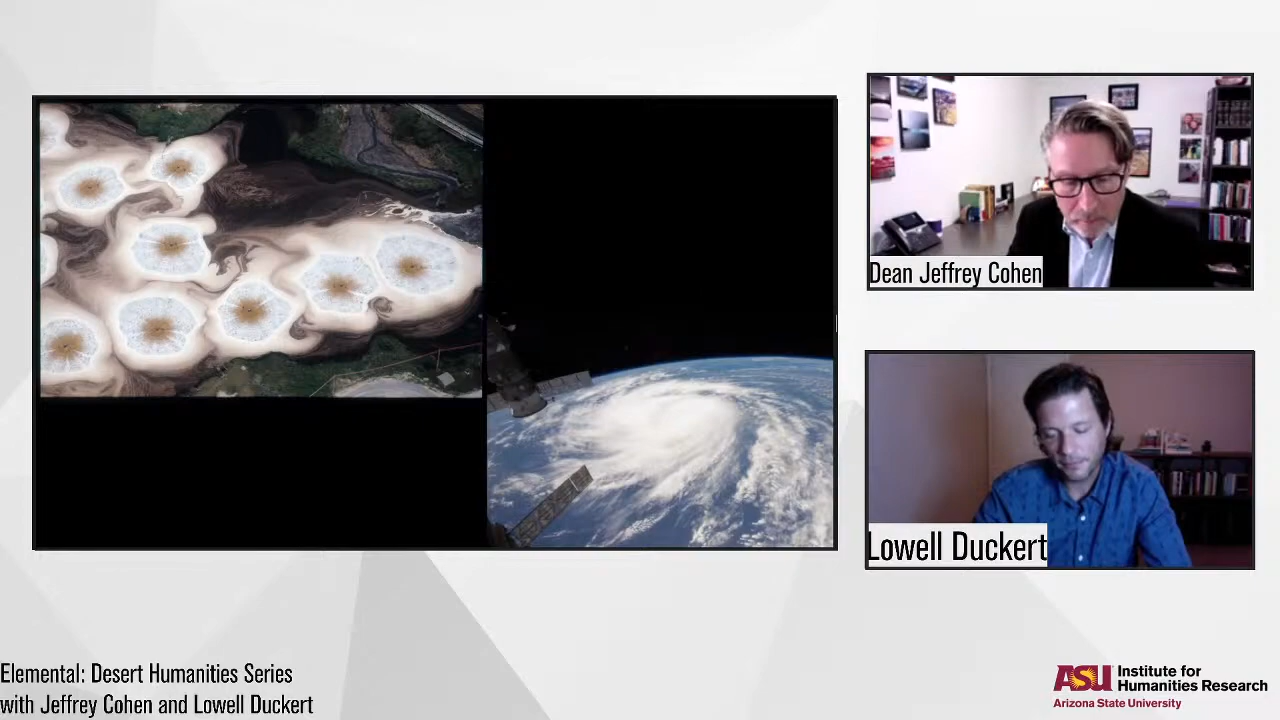 Dean Jeffrey Cohen
Lowell Duckert
Elemental: Desert Humanities Series
with Jeffrey Cohen and Lowell Duckert
ASU Institute for
Humanities Research
Arizona State University